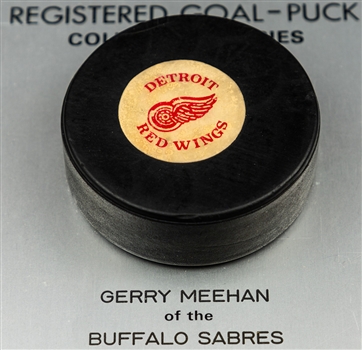 REGISTERED GOAL-PUCK
DETROIT
RED WINGS
GERRY MEEHAN
of the
BUFFALO SABRES